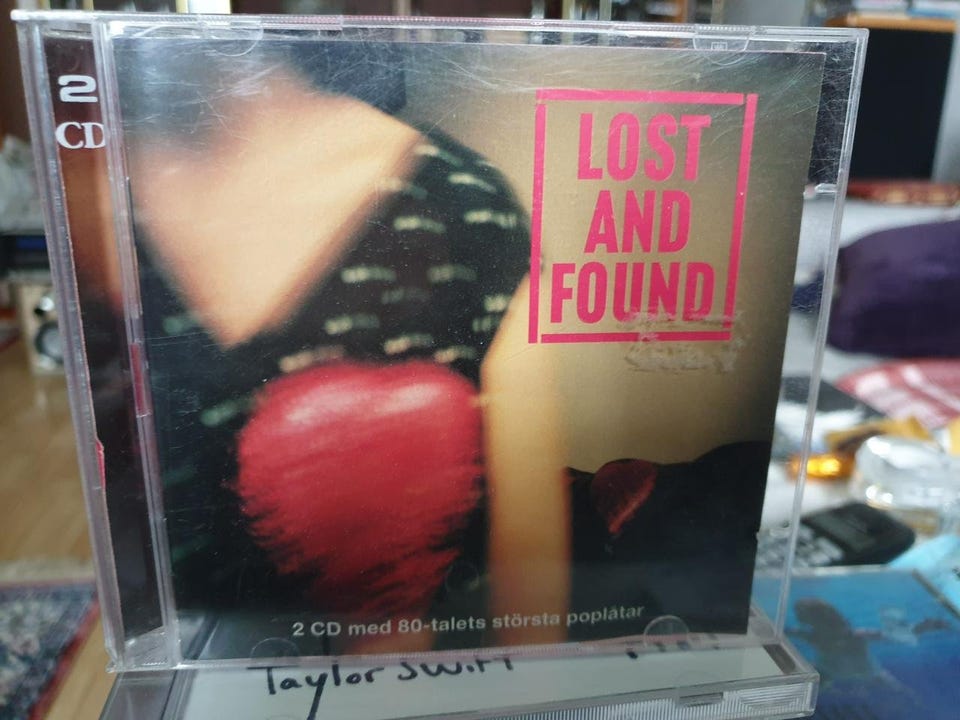 2
CD
LOST
AND
FOUND
2 CD med 80-talets största poplåtar
Taylor Swift